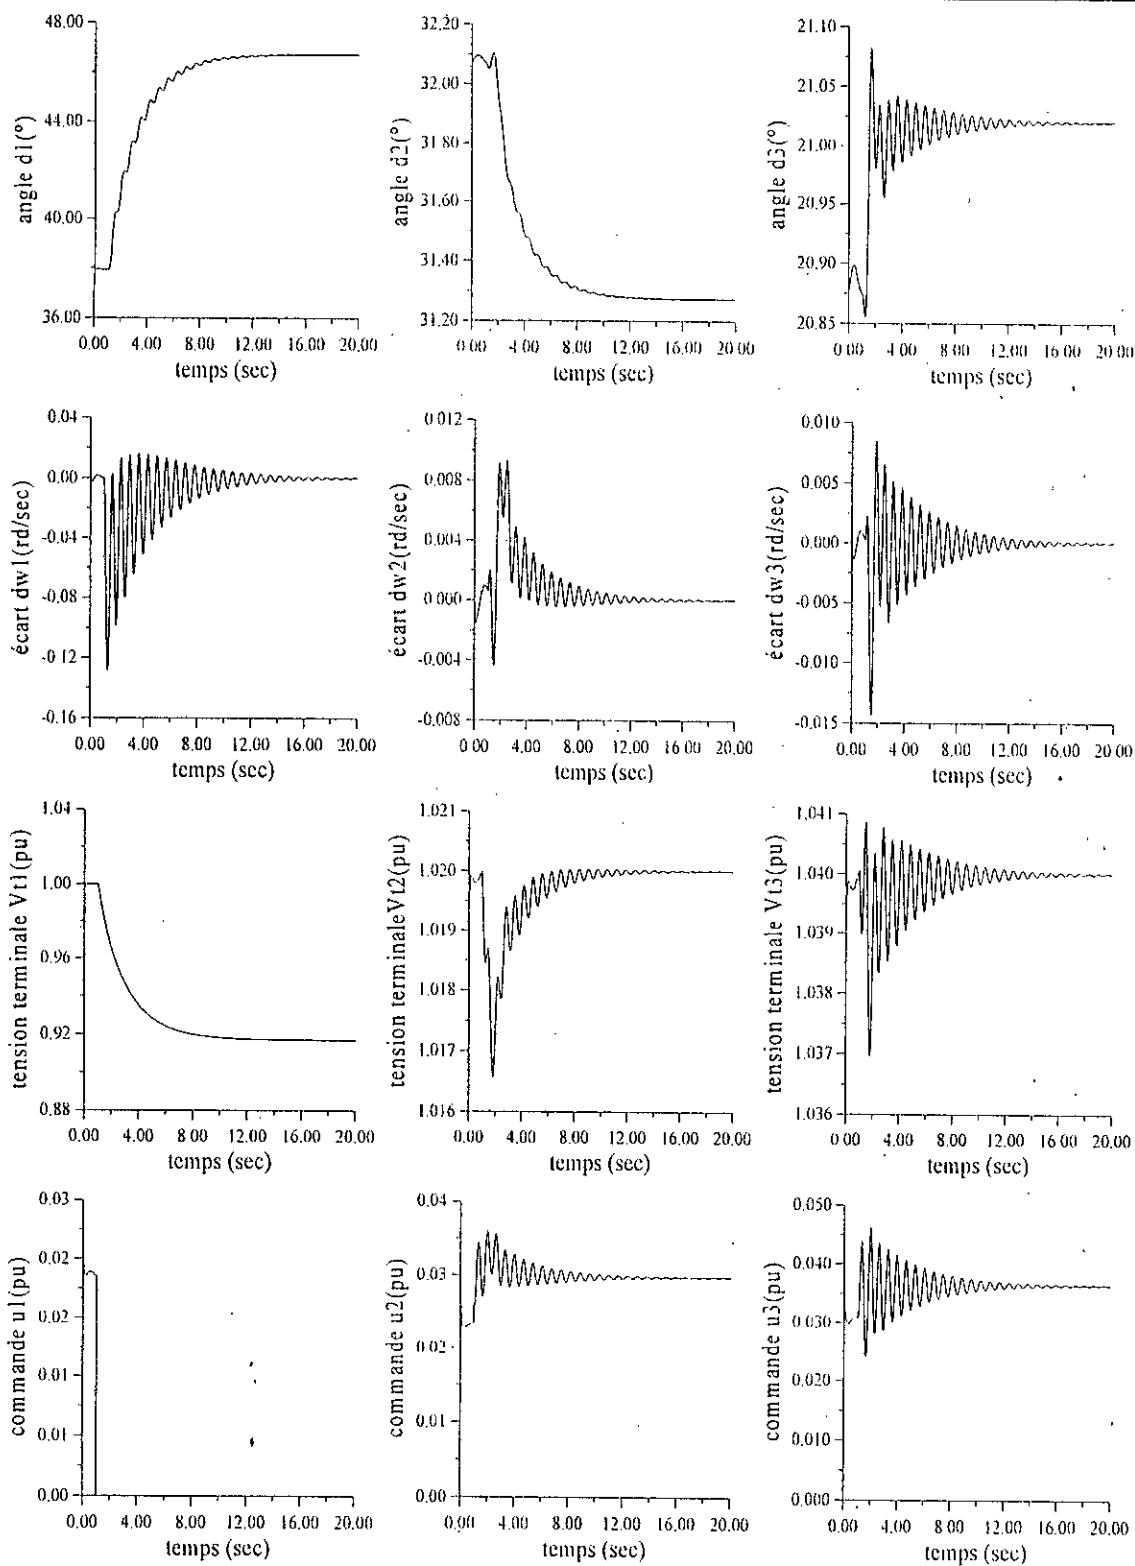 48.00
44.00
40.00
36.00
0.00 4.00 8.00 12.00 16.00 20.00
angle d1(°)
temps (sec)
32.20
32.00
31.80
31.60
31.40
31.20
0.00 4.00 8.00 12.00 16.00 20.00
angle d2(°)
temps (sec)
21.10
21.05
21.00
20.95
20.90
20.85
0.00 4.00 8.00 12.00 16.00 20.00
angle d3(°)
temps (sec)
0.04
0.00
-0.04
-0.08
-0.12
-0.16
0.00 4.00 8.00 12.00 16.00 20.00
écart dw1(rd/sec)
temps (sec)
0.012
0.008
0.004
0.000
-0.004
-0.008
0.00 4.00 8.00 12.00 16.00 20.00
écart dw2(rd/sec)
temps (sec)
0.010
0.005
0.000
-0.005
-0.010
-0.015
0.00 4.00 8.00 12.00 16.00 20.00
écart dw3(rd/sec)
temps (sec)
1.04
1.00
0.96
0.92
0.88
0.00 4.00 8.00 12.00 16.00 20.00
tension terminale Vt1(pu)
temps (sec)
1.021
1.020
1.019
1.018
1.017
1.016
0.00 4.00 8.00 12.00 16.00 20.00
tension terminale Vt2(pu)
temps (sec)
1.041
1.040
1.039
1.038
1.037
1.036
0.00 4.00 8.00 12.00 16.00 20.00
tension terminale Vt3(pu)
temps (sec)
0.03
0.02
0.02
0.01
0.01
0.00
0.00 4.00 8.00 12.00 16.00 20.00
commande u1(pu)
temps (sec)
0.04
0.03
0.02
0.01
0.00
0.00 4.00 8.00 12.00 16.00 20.00
commande u2(pu)
temps (sec)
0.050
0.040
0.030
0.020
0.010
0.000
0.00 4.00 8.00 12.00 16.00 20.00
commande u3(pu)
temps (sec)